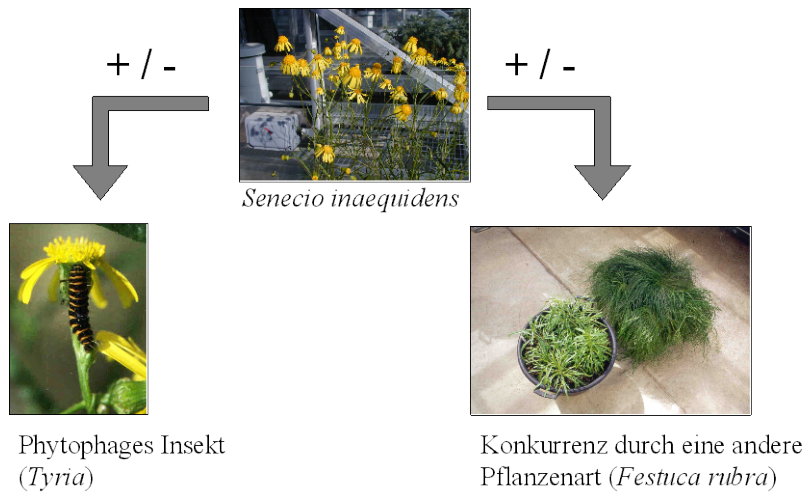 + / -
+ / -
Senecio inaequidens
Phytophages Insekt
(Tyria)
Konkurrenz durch eine andere
Pflanzenart (Festuca rubra)